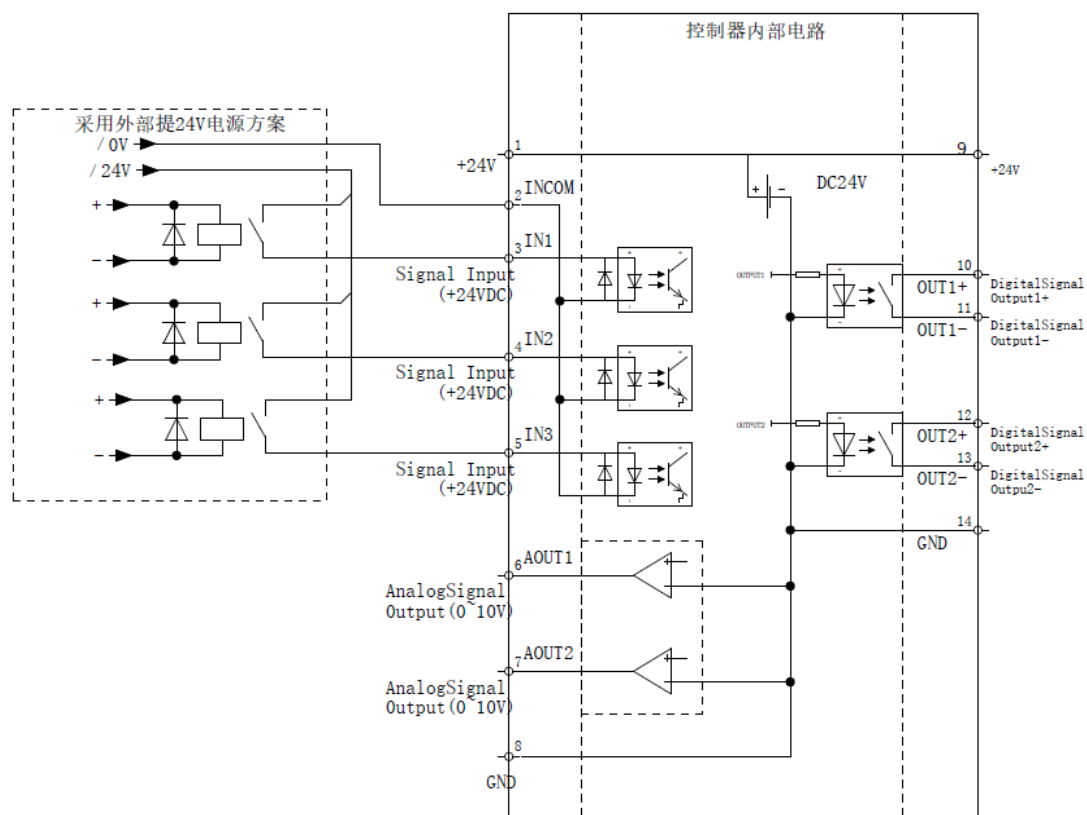 控制器内部电路
采用外部提24V电源方案
/0V
/24V
+
-
+
-
+
-
1
+24V
2
INCOM
3
IN1
Signal Input
(+24VDC)
4
IN2
Signal Input
(+24VDC)
5
IN3
Signal Input
(+24VDC)
6
AOUT1
AnalogSignal
Output(0~10V)
7
AOUT2
AnalogSignal
Output(0~10V)
8
GND
+ -
DC24V
9
+24V
OUTPUT1
10
OUT1+
DigitalSignal
Output1+
11
OUT1-
DigitalSignal
Output1-
OUTPUT2
12
OUT2+
DigitalSignal
Output2+
13
OUT2-
DigitalSignal
Outpu2-
14
GND